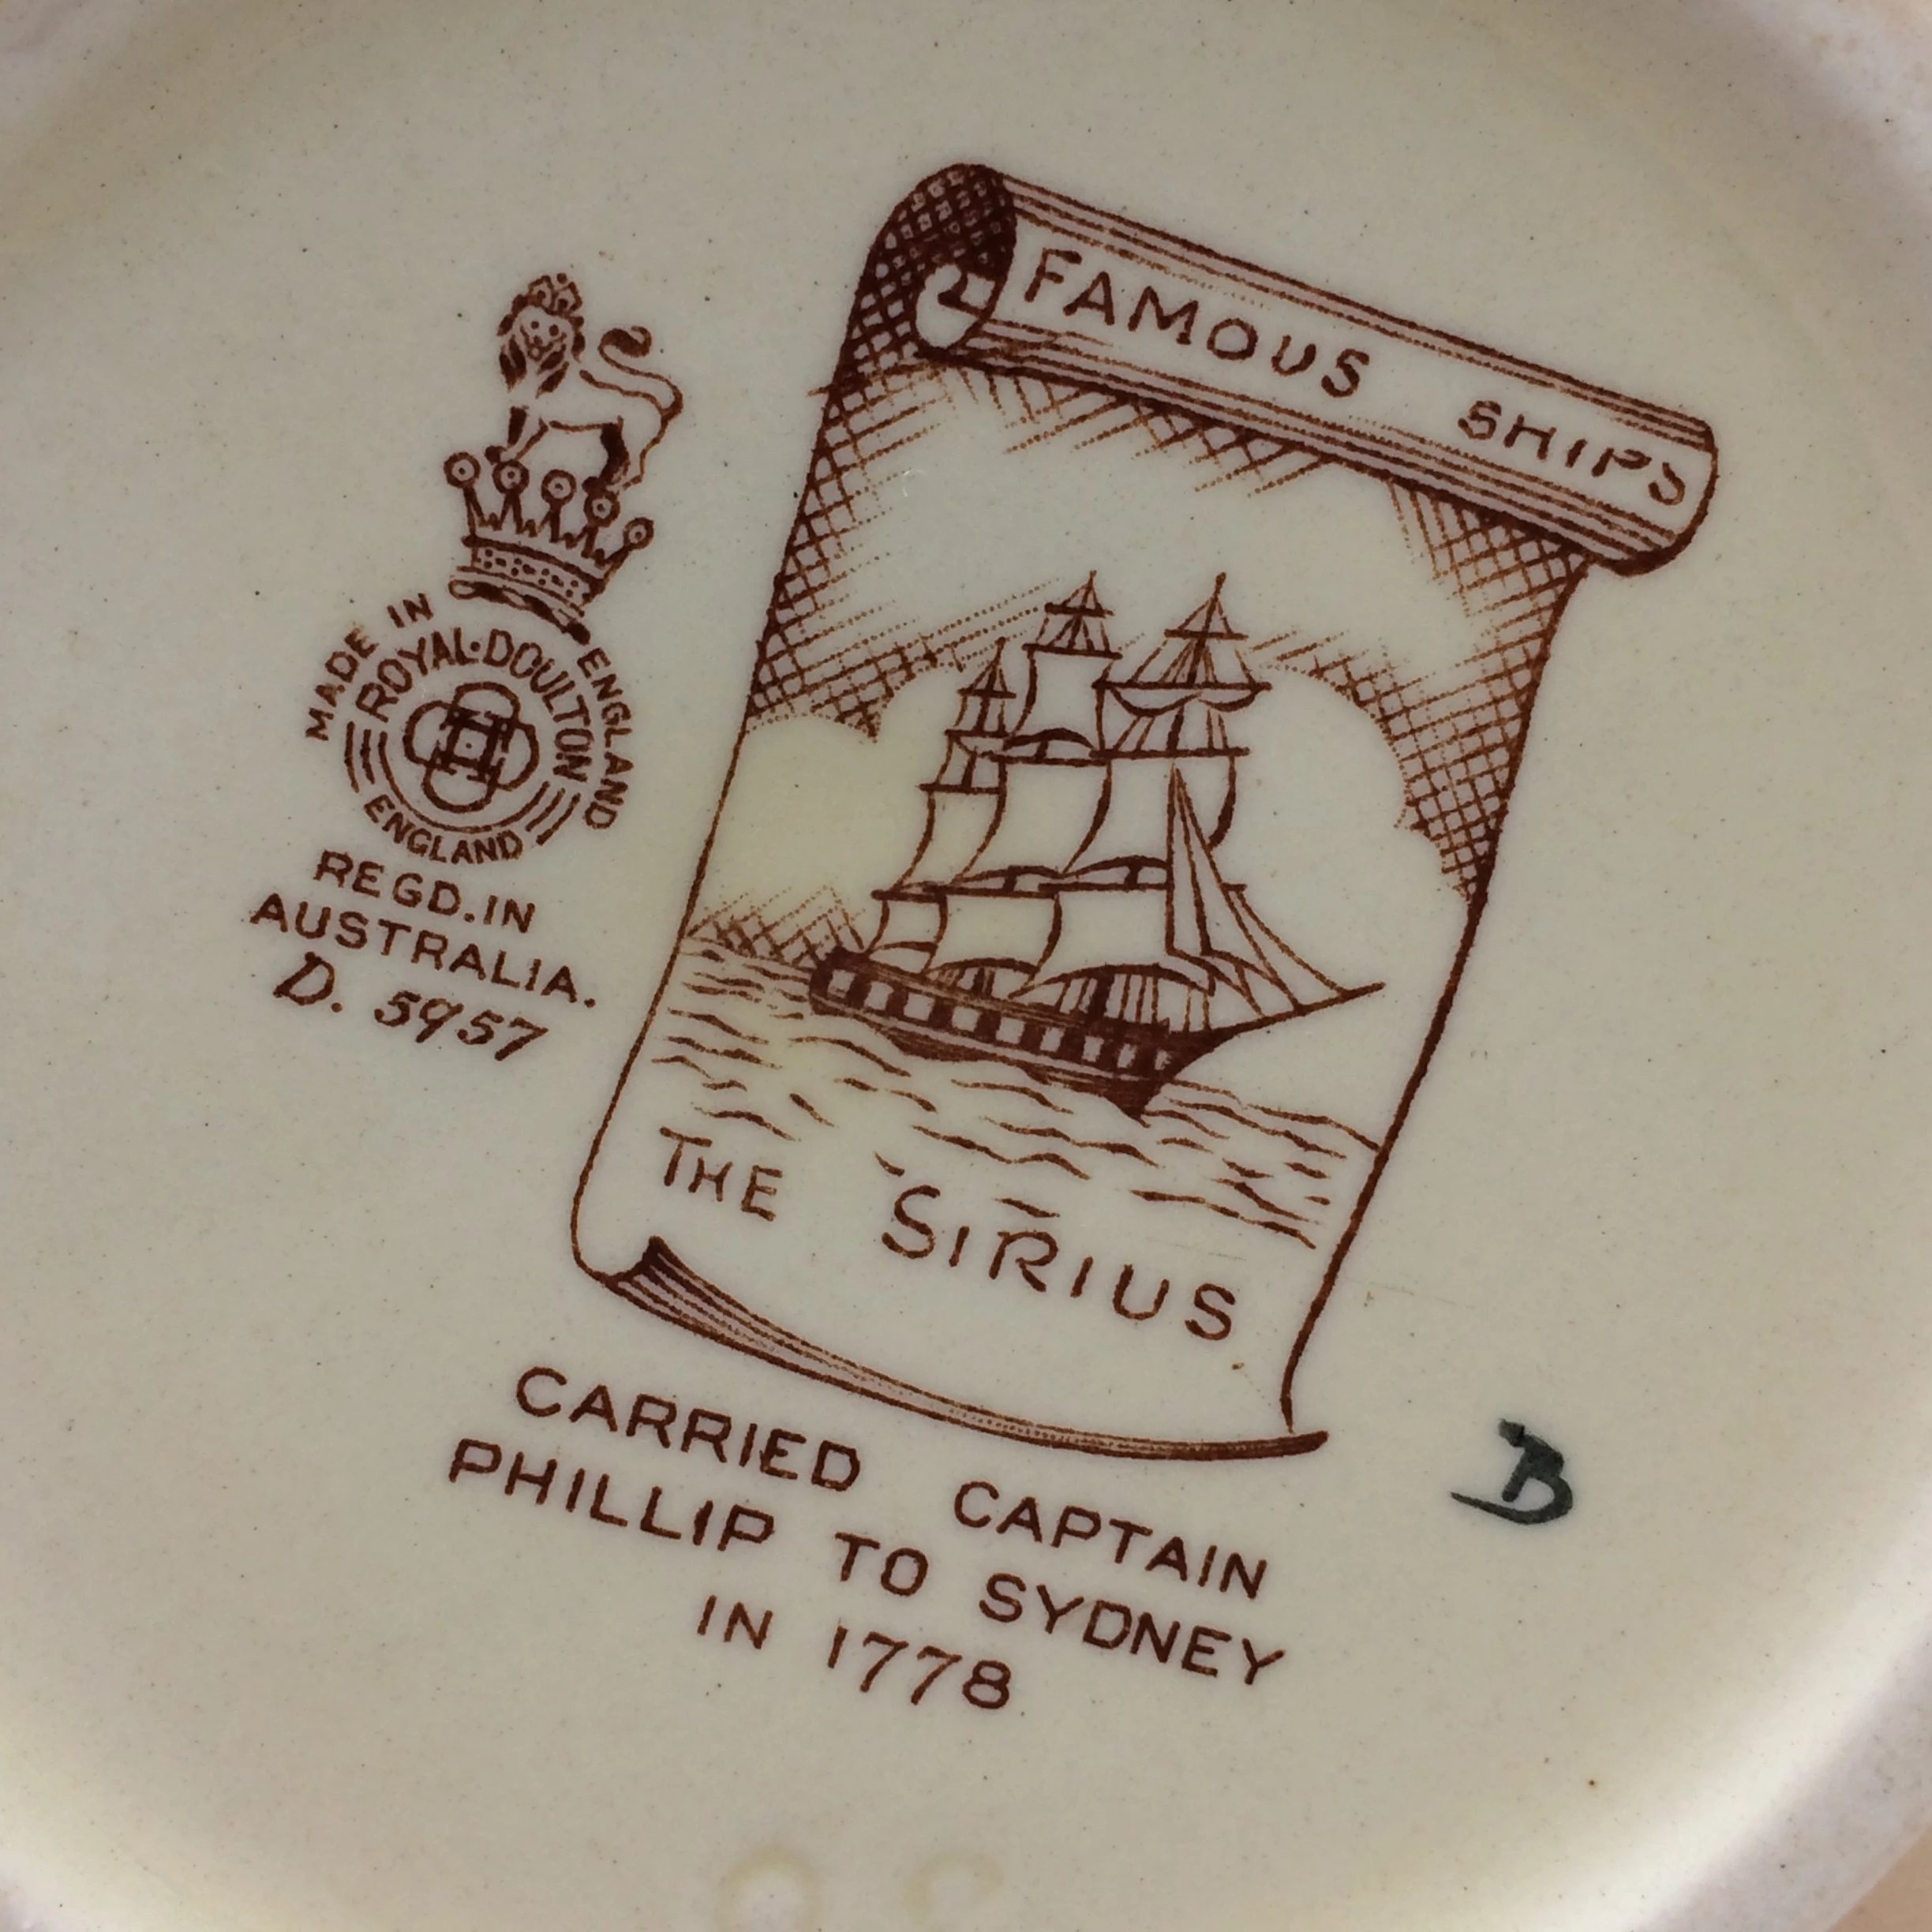 FAMOUS SHIPS
MADE IN ENGLAND
ROYAL·DOULTON
ENGLAND
REGD. IN
AUSTRALIA.
D. 5957
THE SIRIUS
CARRIED CAPTAIN
PHILLIP TO SYDNEY
IN 1778
B